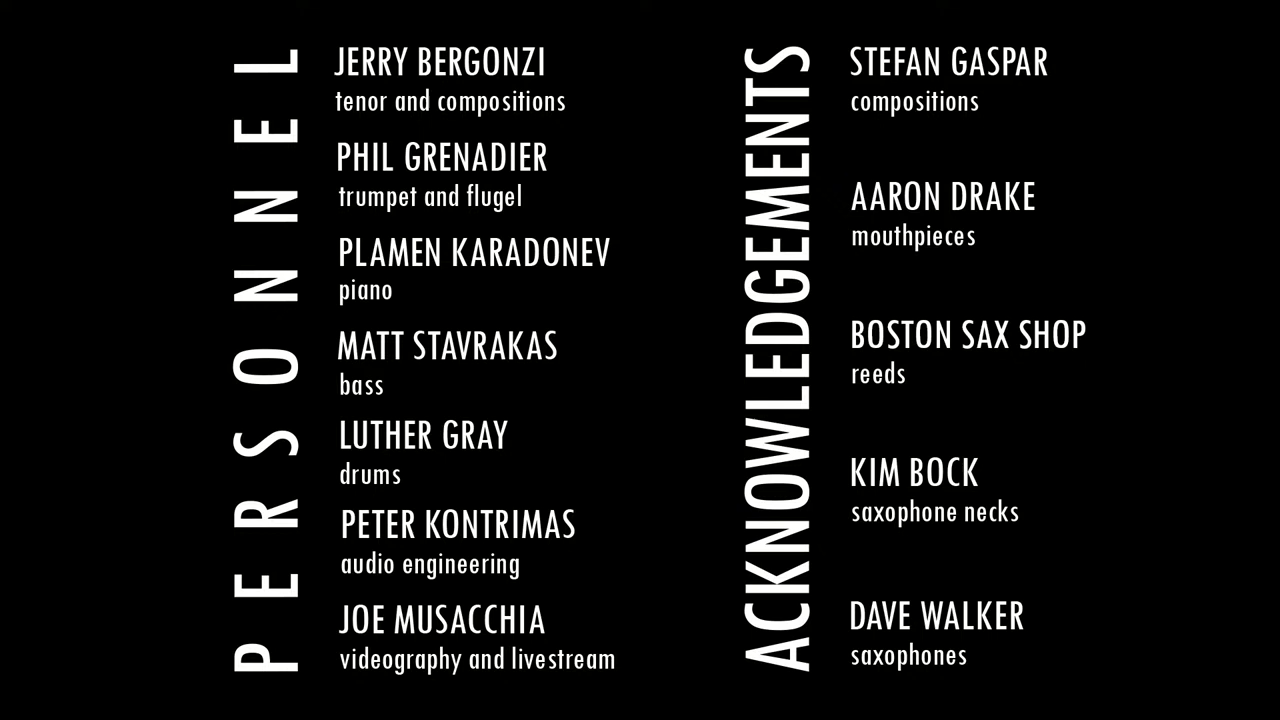 PERSONNEL
JERRY BERGONZI
tenor and compositions
PHIL GRENADIER
trumpet and flugel
PLAMEN KARADONEV
piano
MATT STAVRAKAS
bass
LUTHER GRAY
drums
PETER KONTRIMAS
audio engineering
JOE MUSACCHIA
videography and livestream
ACKNOWLEDGEMENTS
STEFAN GASPAR
compositions
AARON DRAKE
mouthpieces
BOSTON SAX SHOP
reeds
KIM BOCK
saxophone necks
DAVE WALKER
saxophones